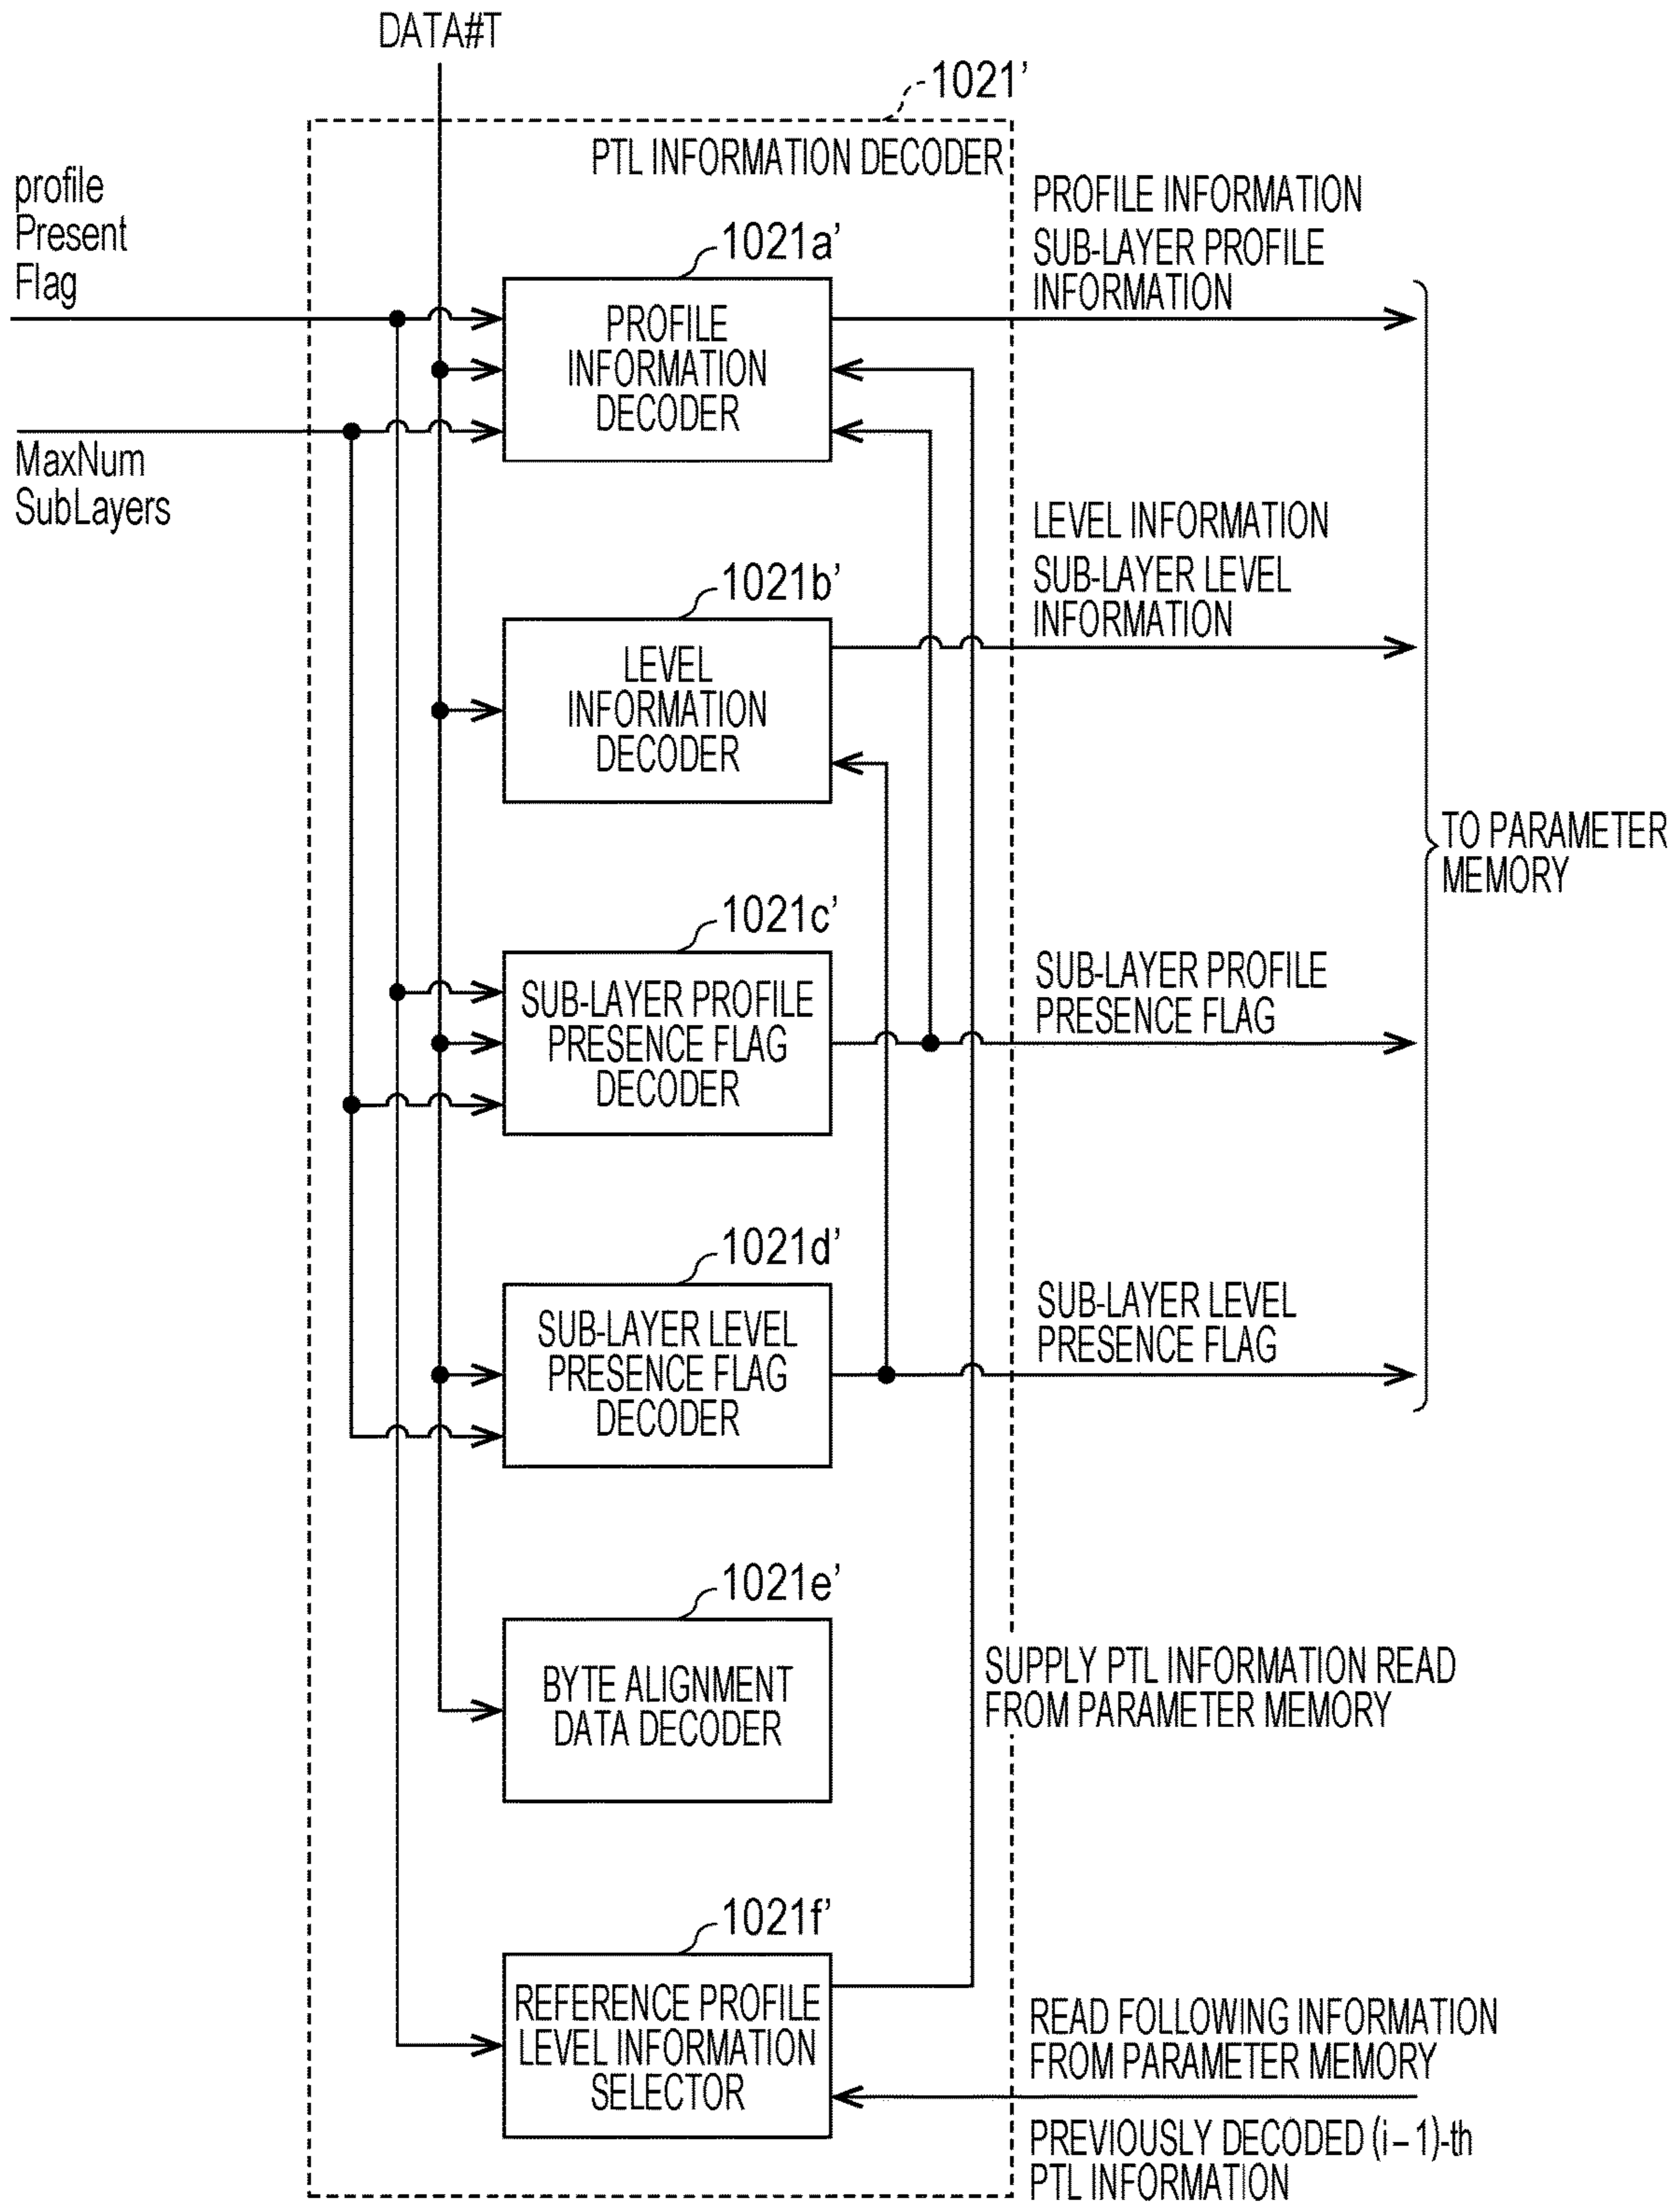 DATA#T
1021’
PTL INFORMATION DECODER
profile
Present
Flag
PROFILE INFORMATION
SUB-LAYER PROFILE
INFORMATION
1021a’
PROFILE
INFORMATION
DECODER
MaxNum
SubLayers
LEVEL INFORMATION
SUB-LAYER LEVEL
INFORMATION
1021b’
LEVEL
INFORMATION
DECODER
TO PARAMETER
MEMORY
1021c’
SUB-LAYER PROFILE
PRESENCE FLAG
DECODER
SUB-LAYER PROFILE
PRESENCE FLAG
1021d’
SUB-LAYER LEVEL
PRESENCE FLAG
DECODER
SUB-LAYER LEVEL
PRESENCE FLAG
1021e’
BYTE ALIGNMENT
DATA DECODER
SUPPLY PTL INFORMATION READ
FROM PARAMETER MEMORY
1021f’
REFERENCE PROFILE
LEVEL INFORMATION
SELECTOR
READ FOLLOWING INFORMATION
FROM PARAMETER MEMORY
PREVIOUSLY DECODED (i – 1)-th
PTL INFORMATION